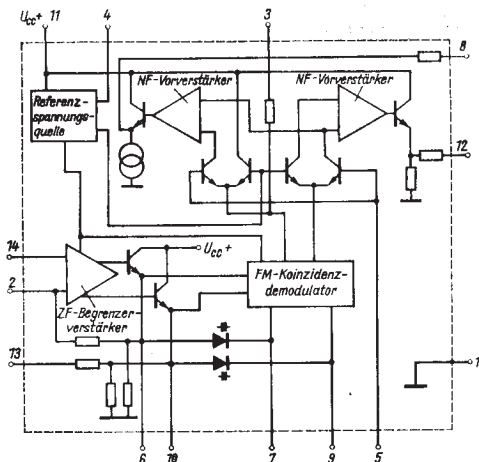 Ucc+ 11 4 3
8
NF-Vorverstärker
NF-Vorverstärker
Referenz-
spannungs-
quelle
12
14
Ucc+
2
FM-Koinzidenz-
demodulator
ZF-Begrenzer-
verstärker
13
1
6 10 7 9 5